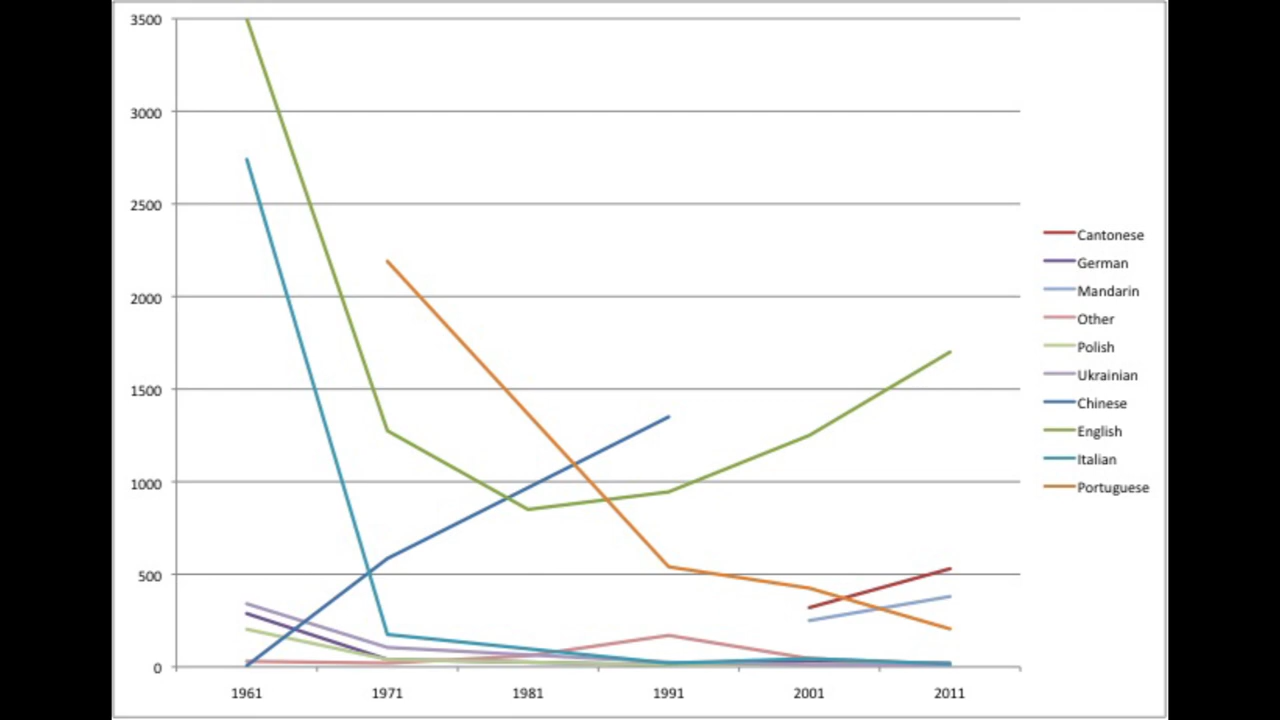 3500
3000
2500
2000
1500
1000
500
0
1961 1971 1981 1991 2001 2011
Cantonese
German
Mandarin
Other
Polish
Ukrainian
Chinese
English
Italian
Portuguese